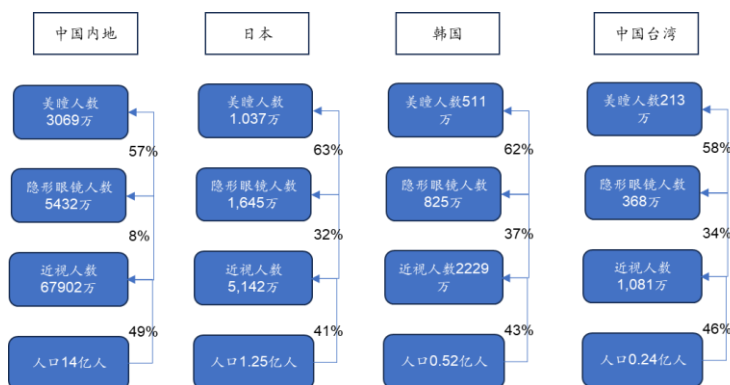 中国内地
日本
韩国
中国台湾
美瞳人数
3069万
美瞳人数
1.037万
美瞳人数511
万
美瞳人数213
万
57%
63%
62%
58%
隐形眼镜人数
5432万
隐形眼镜人数
1,645万
隐形眼镜人数
825万
隐形眼镜人数
368万
8%
32%
37%
34%
近视人数
67902万
近视人数
5,142万
近视人数2229
万
近视人数
1,081万
49%
41%
43%
46%
人口14亿人
人口1.25亿人
人口0.52亿人
人口0.24亿人